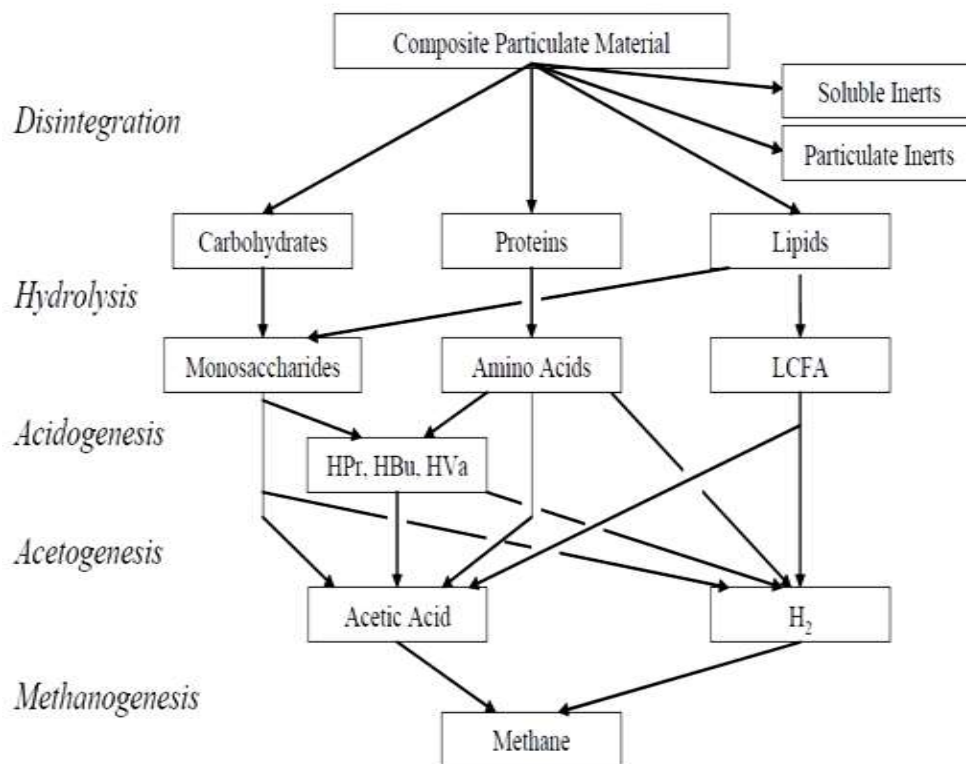 Composite Particulate Material
Soluble Inerts
Disintegration
Particulate Inerts
Carbohydrates
Proteins
Lipids
Hydrolysis
Monosaccharides
Amino Acids
LCFA
Acidogenesis
HPr, HBu, HVa
Acetogenesis
Acetic Acid
H₂
Methanogenesis
Methane